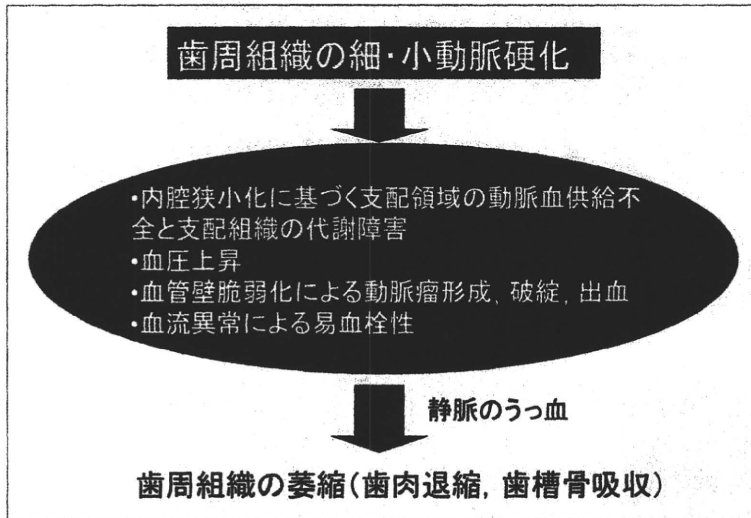 歯周組織の細・小動脈硬化
・内腔狭小化に基づく支配領域の動脈血供給不
全と支配組織の代謝障害
・血圧上昇
・血管壁脆弱化による動脈瘤形成, 破綻, 出血
・血流異常による易血栓性
静脈のうっ血
歯周組織の萎縮(歯肉退縮, 歯槽骨吸収)